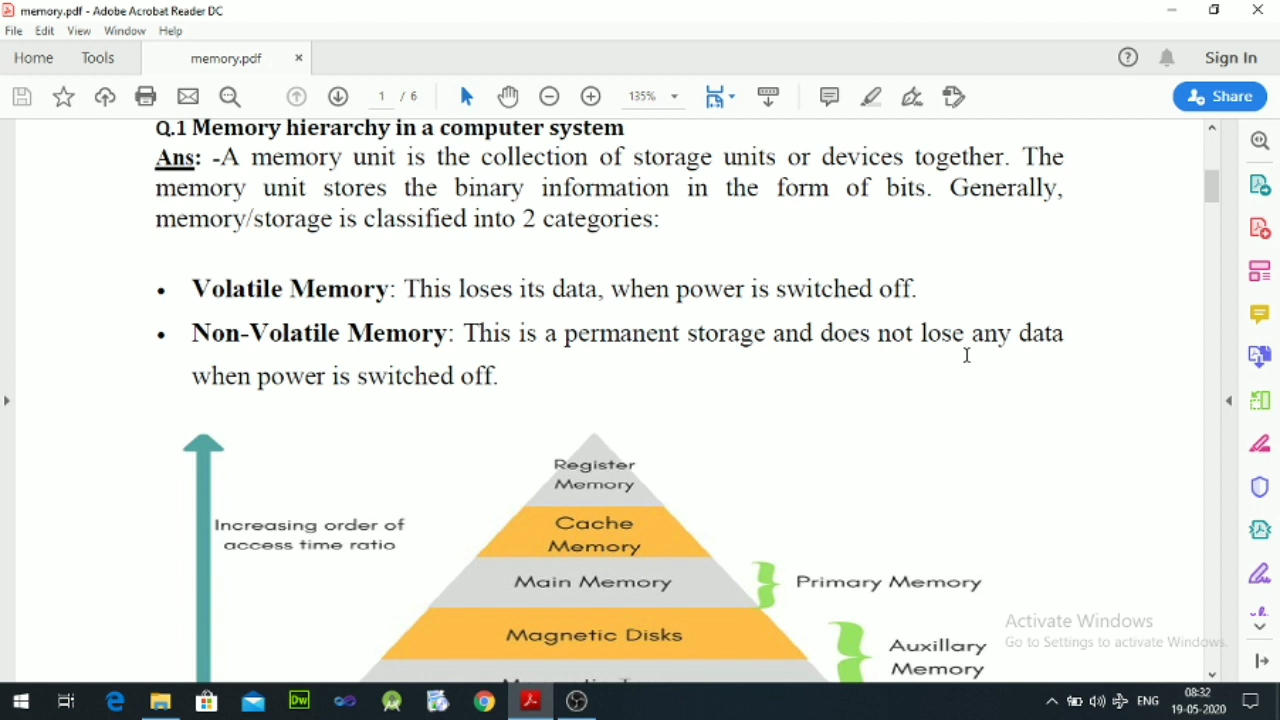 memory.pdf - Adobe Acrobat Reader DC
File Edit View Window Help
Home Tools memory.pdf × Sign In
1 / 6 135% Share
Q.1 Memory hierarchy in a computer system
Ans: -A memory unit is the collection of storage units or devices together. The
memory unit stores the binary information in the form of bits. Generally,
memory/storage is classified into 2 categories:
• Volatile Memory: This loses its data, when power is switched off.
• Non-Volatile Memory: This is a permanent storage and does not lose any data
when power is switched off.
Register
Memory
Increasing order of
access time ratio
Cache
Memory
Main Memory
Primary Memory
Magnetic Disks
Auxillary
Memory
Activate Windows
Go to Settings to activate Windows.
Dw
ENG
08:32
19-05-2020